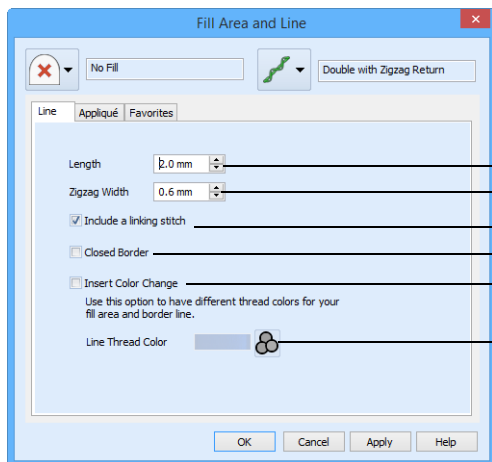 Fill Area and Line
No Fill
Double with Zigzag Return
Line Appliqué Favorites
Length 2.0 mm
Zigzag Width 0.6 mm
Include a linking stitch
Closed Border
Insert Color Change
Use this option to have different thread colors for your
fill area and border line.
Line Thread Color
OK Cancel Apply Help